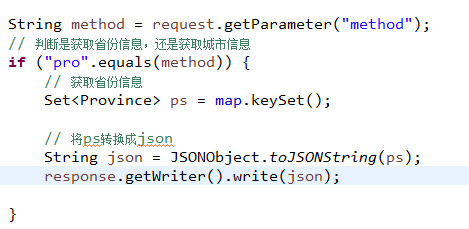 String method = request.getParameter("method");
// 判断是获取省份信息，还是获取城市信息
if ("pro".equals(method)) {
// 获取省份信息
Set<Province> ps = map.keySet();
// 将ps转换成json
String json = JSONObject.toJSONString(ps);
response.getWriter().write(json);
}